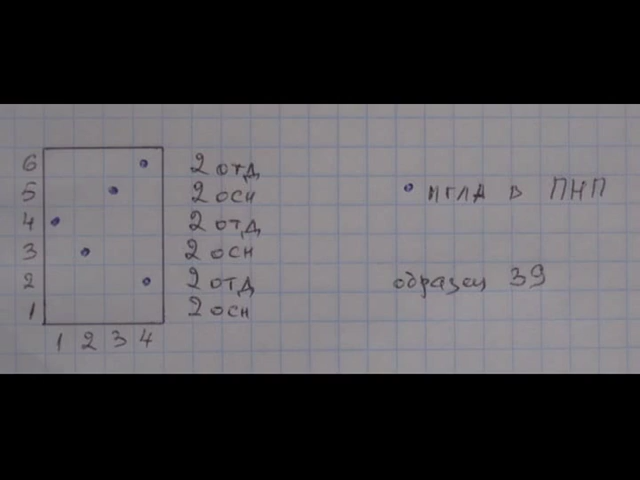 6 2 отд
5 2 осн
4 2 отд
3 2 осн
2 2 отд
1 2 осн
1 2 3 4
игла в ПНП
образец 39